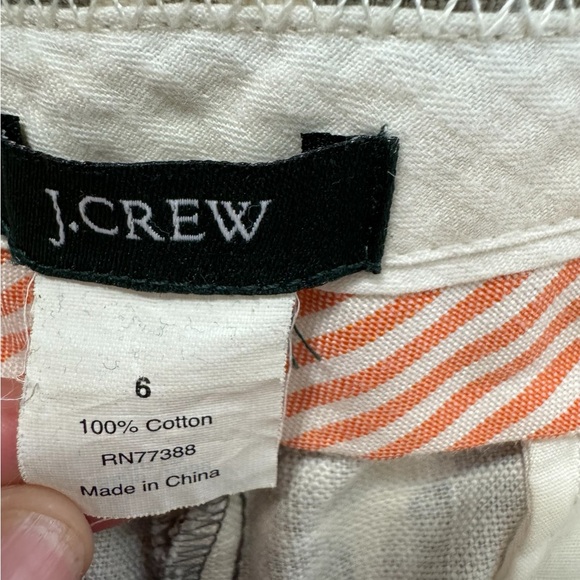 J.CREW
6
100% Cotton
RN77388
Made in China